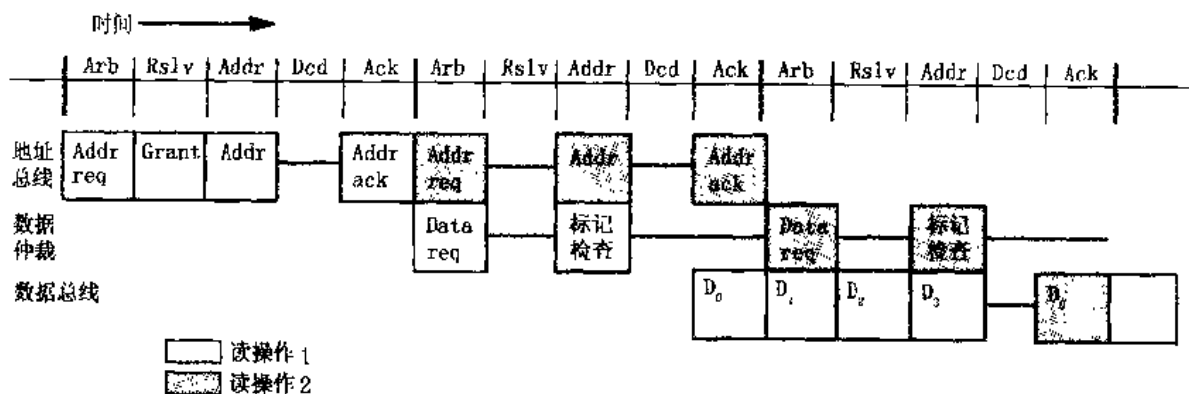 时间
Arb Rslv Addr Dcd Ack Arb Rslv Addr Dcd Ack Arb Rslv Addr Dcd Ack
地址总线
Addr req
Grant
Addr
Addr ack
Addr req
Addr
Addr ack
数据仲裁
Data req
标记检查
Data req
标记检查
数据总线
D₀ D₁ D₂ D₃ D₀
读操作1
读操作2